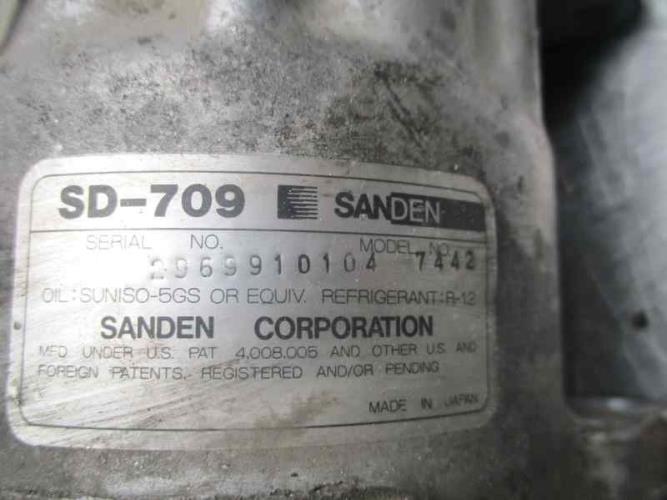 SD-709 SANDEN
SERIAL NO. MODEL NO.
2969910104 7442
OIL: SUNISO-5GS OR EQUIV. REFRIGERANT: R-12
SANDEN CORPORATION
MFD UNDER U.S. PAT 4,008,005 AND OTHER U.S. AND
FOREIGN PATENTS, REGISTERED AND/OR PENDING
MADE IN JAPAN